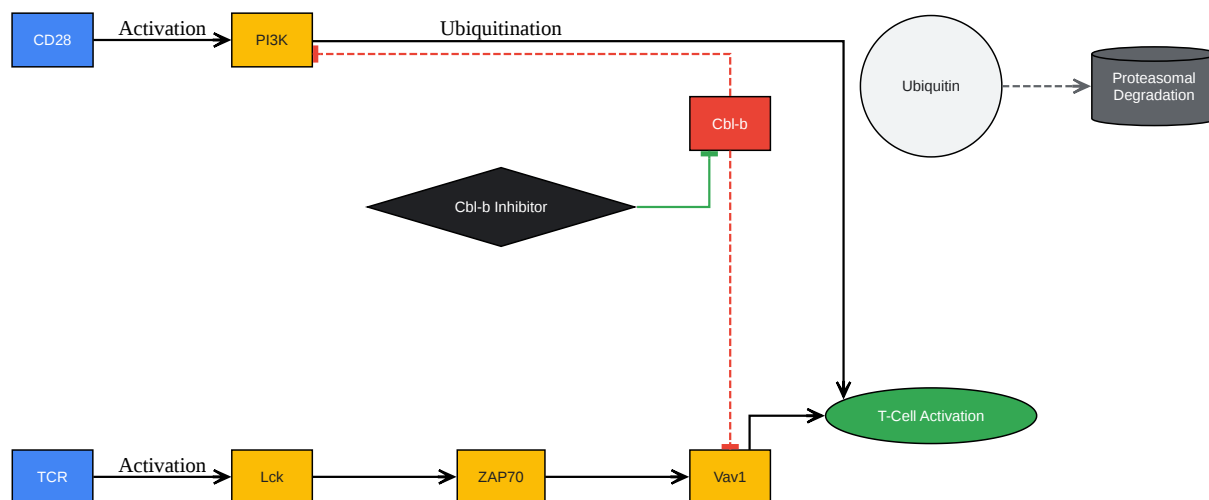 CD28
Activation
PI3K
Ubiquitination
Ubiquitin
Proteasomal
Degradation
Cbl-b
Cbl-b Inhibitor
T-Cell Activation
TCR
Activation
Lck
ZAP70
Vav1